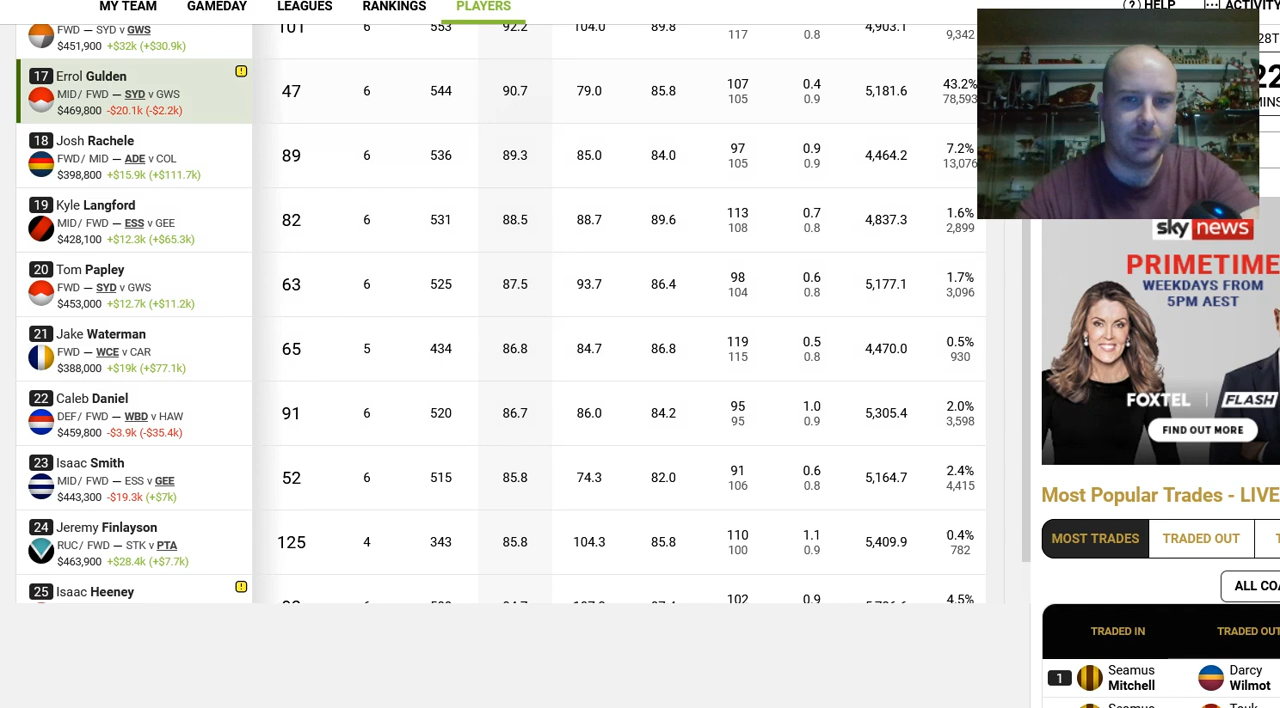 MY TEAM GAMEDAY LEAGUES RANKINGS PLAYERS ? HELP ACTIVITY
FWD — SYD v GWS 101 553 92.2 104.0 89.8 117 0.8 4,903.1 9,342
$451,900 +$32k (+$30.9k)
17 Errol Gulden
MID/ FWD — SYD v GWS 47 6 544 90.7 79.0 85.8 107 0.4 5,181.6 43.2%
105 0.9 78,593
$469,800 -$20.1k (-$2.2k)
18 Josh Rachele
FWD/ MID — ADE v COL 89 6 536 89.3 85.0 84.0 97 0.9 4,464.2 7.2%
105 0.8 13,076
$398,800 +$15.9k (+$111.7k)
19 Kyle Langford
MID/ FWD — ESS v GEE 82 6 531 88.5 88.7 89.6 113 0.7 4,837.3 1.6%
108 0.8 2,899
$428,100 +$12.3k (+$65.3k)
20 Tom Papley
FWD — SYD v GWS 63 6 525 87.5 93.7 86.4 98 0.6 5,177.1 1.7%
104 0.8 3,096
$453,000 +$12.7k (+$11.2k)
21 Jake Waterman
FWD — WCE v CAR 65 5 434 86.8 84.7 86.8 119 0.5 4,470.0 0.5%
115 0.8 930
$388,000 +$19k (+$77.1k)
22 Caleb Daniel
DEF/ FWD — WBD v HAW 91 6 520 86.7 86.0 84.2 95 1.0 5,305.4 2.0%
95 0.9 3,598
$459,800 -$3.9k (-$35.4k)
23 Isaac Smith
MID/ FWD — ESS v GEE 52 6 515 85.8 74.3 82.0 91 0.6 5,164.7 2.4%
106 0.8 4,415
$443,300 -$19.3k (+$7k)
24 Jeremy Finlayson
RUC/ FWD — STK v PTA 125 4 343 85.8 104.3 85.8 110 1.1 5,409.9 0.4%
100 0.9 782
$463,900 +$28.4k (+$7.7k)
25 Isaac Heeney 102 0.9 4.5%
28T
22
MINS
sky news
PRIMETIME
WEEKDAYS FROM
5PM AEST
FOXTEL | FLASH
FIND OUT MORE
Most Popular Trades - LIVE
MOST TRADES TRADED OUT
ALL COA
TRADED IN TRADED OUT
1 Seamus Mitchell Darcy Wilmot
Seamus